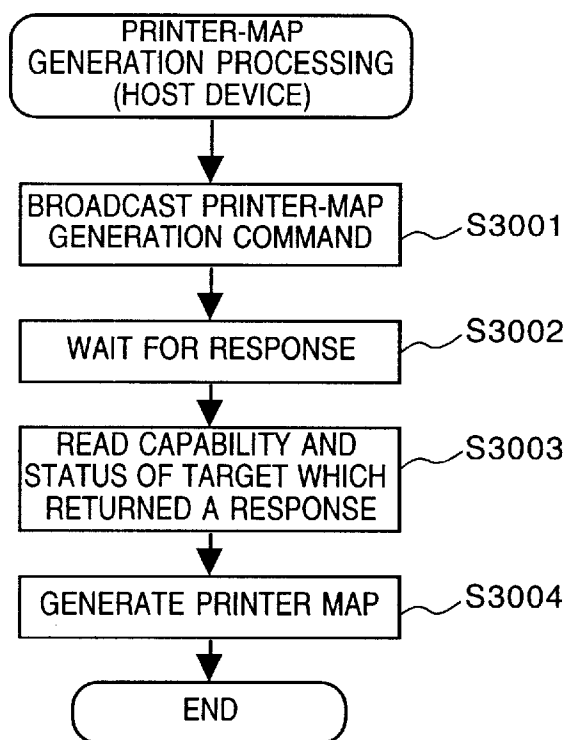 PRINTER-MAP
GENERATION PROCESSING
(HOST DEVICE)
BROADCAST PRINTER-MAP
GENERATION COMMAND
S3001
WAIT FOR RESPONSE
S3002
READ CAPABILITY AND
STATUS OF TARGET WHICH
RETURNED A RESPONSE
S3003
GENERATE PRINTER MAP
S3004
END